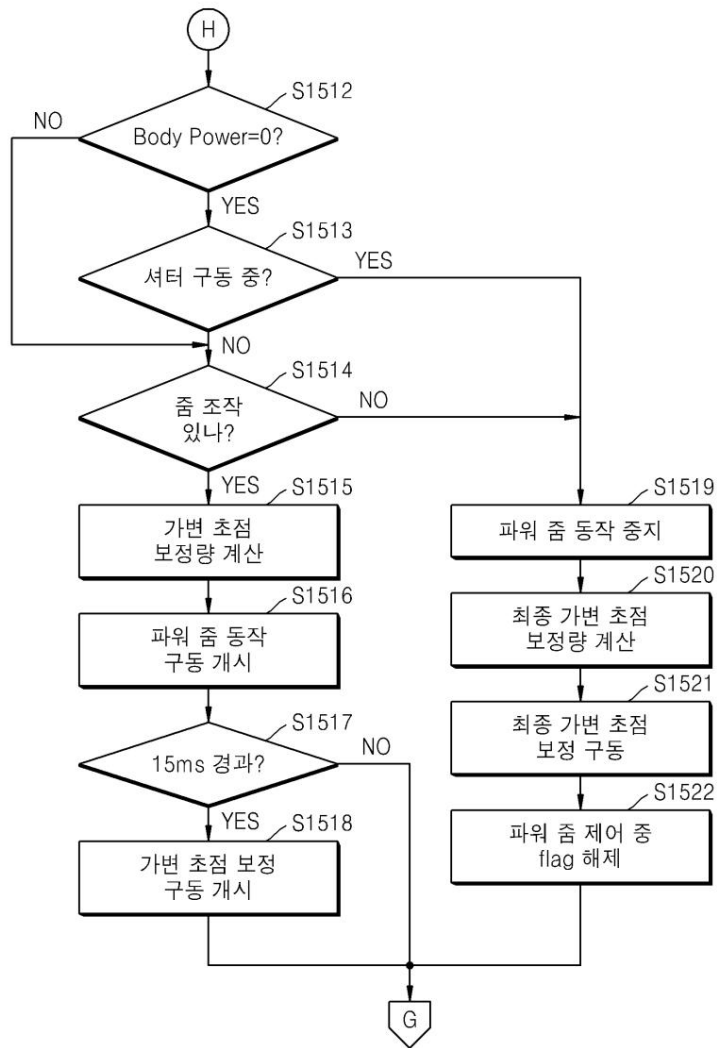 H
S1512
NO
Body Power=0?
YES
S1513
셔터 구동 중?
YES
NO
S1514
줌 조작
있나?
NO
YES
S1515
가변 초점
보정량 계산
S1516
파워 줌 동작
구동 개시
S1517
15ms 경과?
NO
YES
S1518
가변 초점 보정
구동 개시
S1519
파워 줌 동작 중지
S1520
최종 가변 초점
보정량 계산
S1521
최종 가변 초점
보정 구동
S1522
파워 줌 제어 중
flag 해제
G